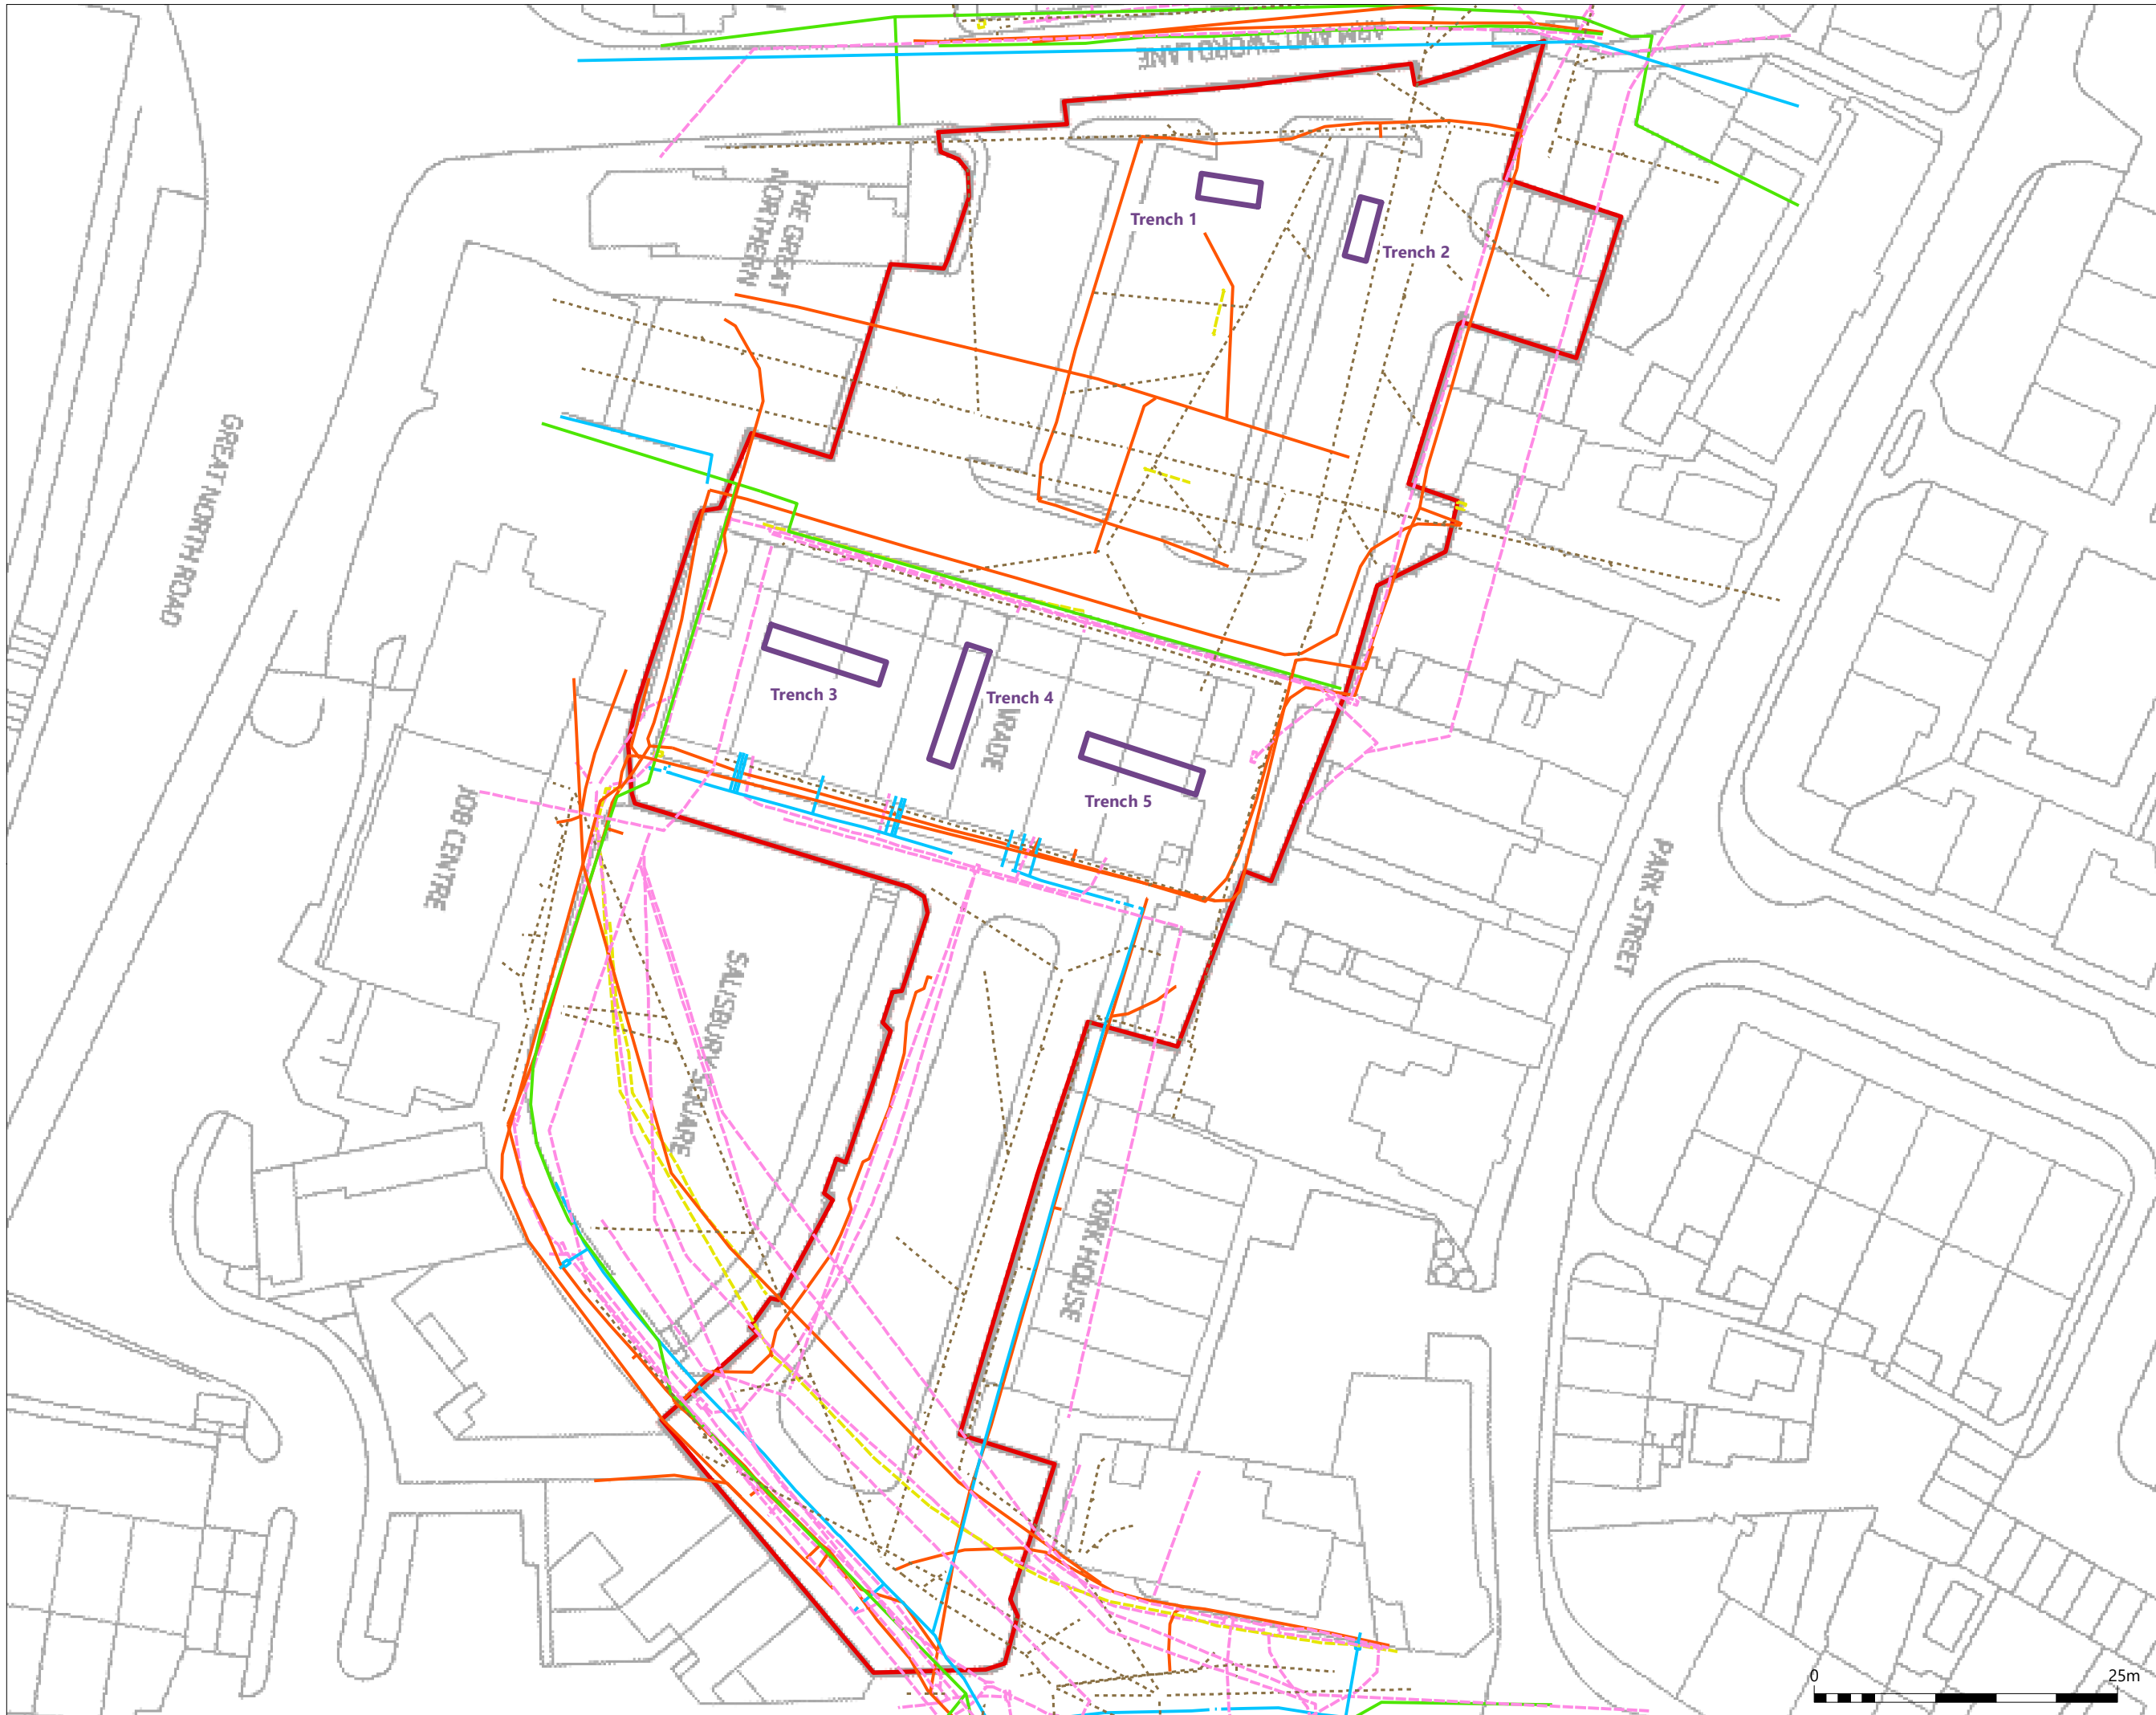 ARM AND SWORD LANE
THE GREAT
NORTHERN
Trench 1
Trench 2
GREAT NORTH ROAD
Trench 3
Trench 4
Trench 5
JOB CENTRE
PARK STREET
SALISBURY SQUARE
YORK HOUSE
0
25m